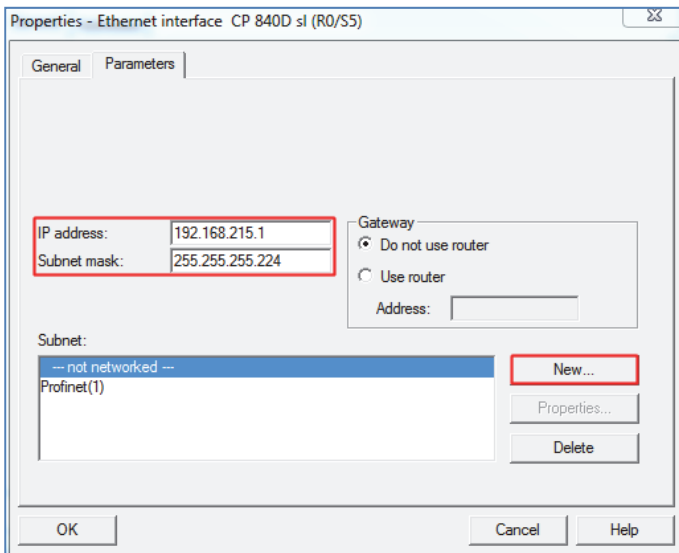 Properties - Ethernet interface CP 840D sl (R0/S5)
General Parameters
IP address: 192.168.215.1
Subnet mask: 255.255.255.224
Gateway
Do not use router
Use router
Address:
Subnet:
--- not networked ---
Profinet(1)
New...
Properties...
Delete
OK Cancel Help